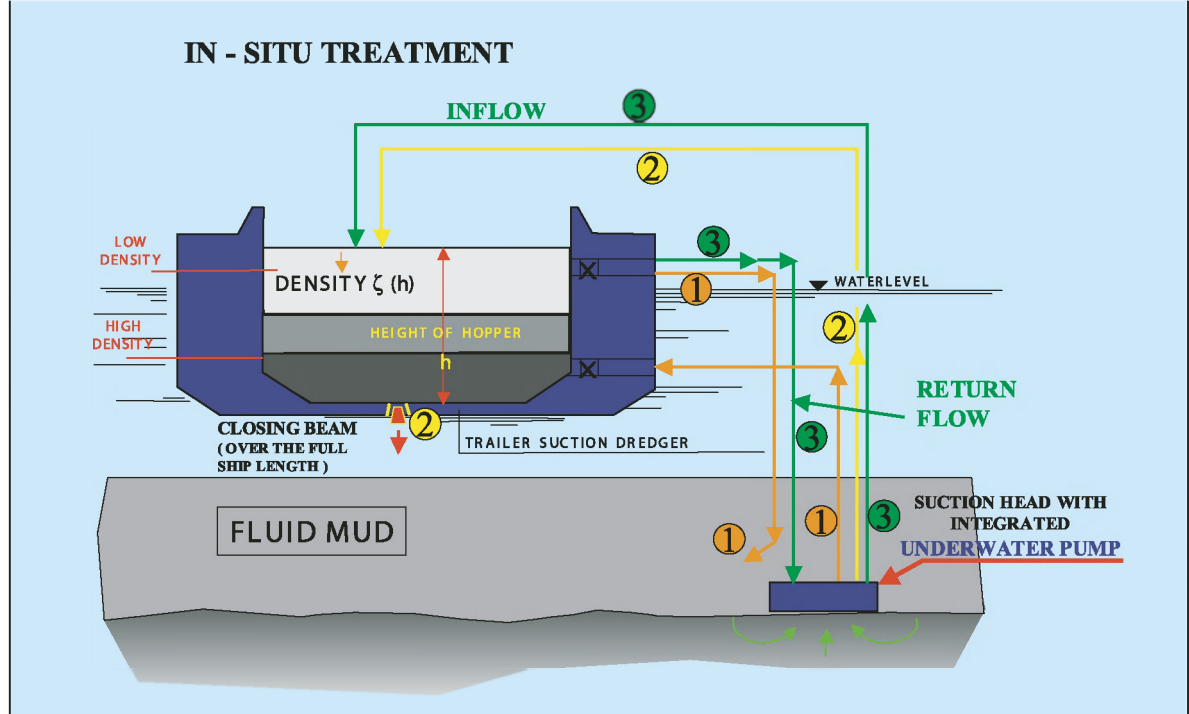 IN - SITU TREATMENT
INFLOW
3
2
LOW
DENSITY
DENSITY ζ (h)
3
1
WATERLEVEL
HIGH
DENSITY
HEIGHT OF HOPPER
h
2
RETURN
FLOW
CLOSING BEAM
( OVER THE FULL
SHIP LENGTH )
2
TRAILER SUCTION DREDGER
3
FLUID MUD
1
1
3
SUCTION HEAD WITH
INTEGRATED
UNDERWATER PUMP